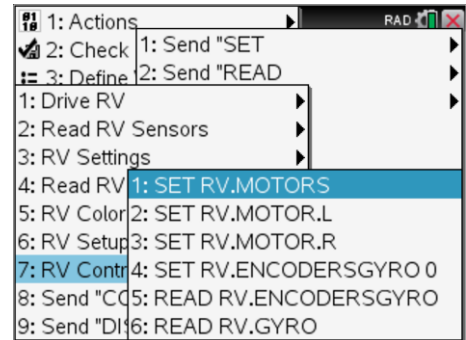 1: Actions
RAD
2: Check
1: Send "SET
3: Define
2: Send "READ
1: Drive RV
2: Read RV Sensors
3: RV Settings
4: Read RV
1: SET RV.MOTORS
5: RV Color
2: SET RV.MOTOR.L
6: RV Setup
3: SET RV.MOTOR.R
7: RV Contr
4: SET RV.ENCODERSGYRO 0
8: Send "CO
5: READ RV.ENCODERSGYRO
9: Send "DI
6: READ RV.GYRO